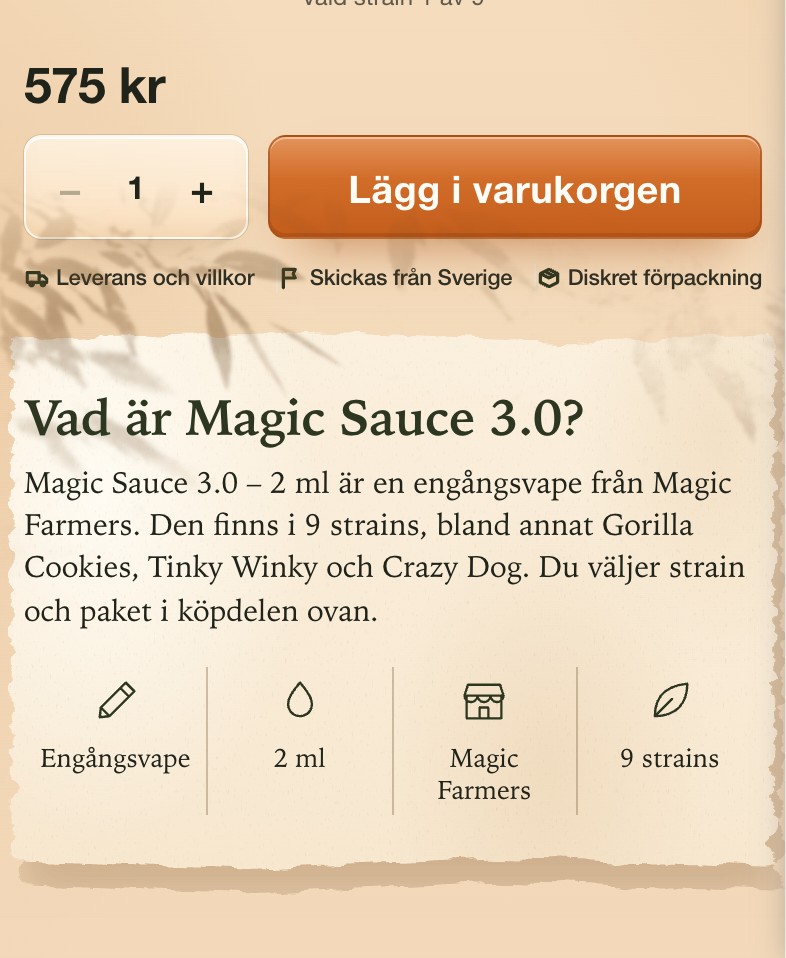 575 kr
− 1 +
Lägg i varukorgen
Leverans och villkor Skickas från Sverige Diskret förpackning
Vad är Magic Sauce 3.0?
Magic Sauce 3.0 – 2 ml är en engångsvape från Magic
Farmers. Den finns i 9 strains, bland annat Gorilla
Cookies, Tinky Winky och Crazy Dog. Du väljer strain
och paket i köpdelen ovan.
Engångsvape
2 ml
Magic
Farmers
9 strains